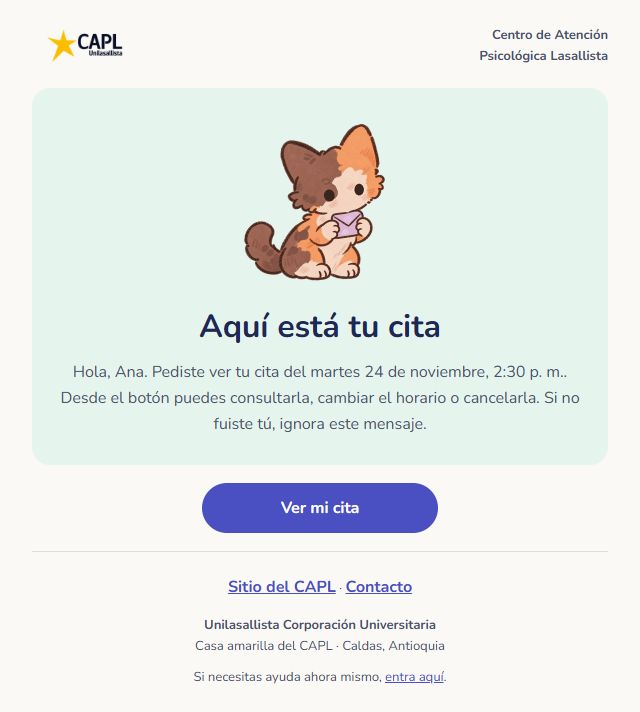 CAPL
Unilasallista
Centro de Atención
Psicológica Lasallista
Aquí está tu cita
Hola, Ana. Pediste ver tu cita del martes 24 de noviembre, 2:30 p. m..
Desde el botón puedes consultarla, cambiar el horario o cancelarla. Si no
fuiste tú, ignora este mensaje.
Ver mi cita
Sitio del CAPL · Contacto
Unilasallista Corporación Universitaria
Casa amarilla del CAPL · Caldas, Antioquia
Si necesitas ayuda ahora mismo, entra aquí.